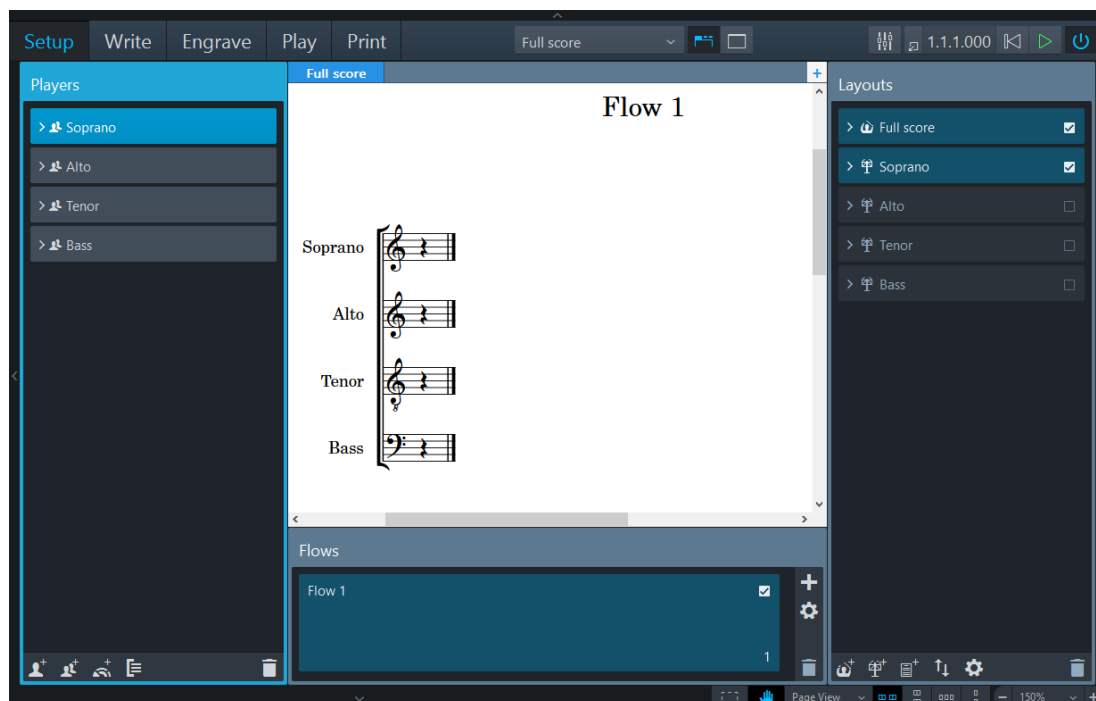 Setup Write Engrave Play Print Full score 1.1.1.000
Players
Soprano
Alto
Tenor
Bass
Full score
Flow 1
Soprano
Alto
Tenor
8
Bass
Flows
Flow 1
1
Layouts
Full score
Soprano
Alto
Tenor
Bass
Page View 150%